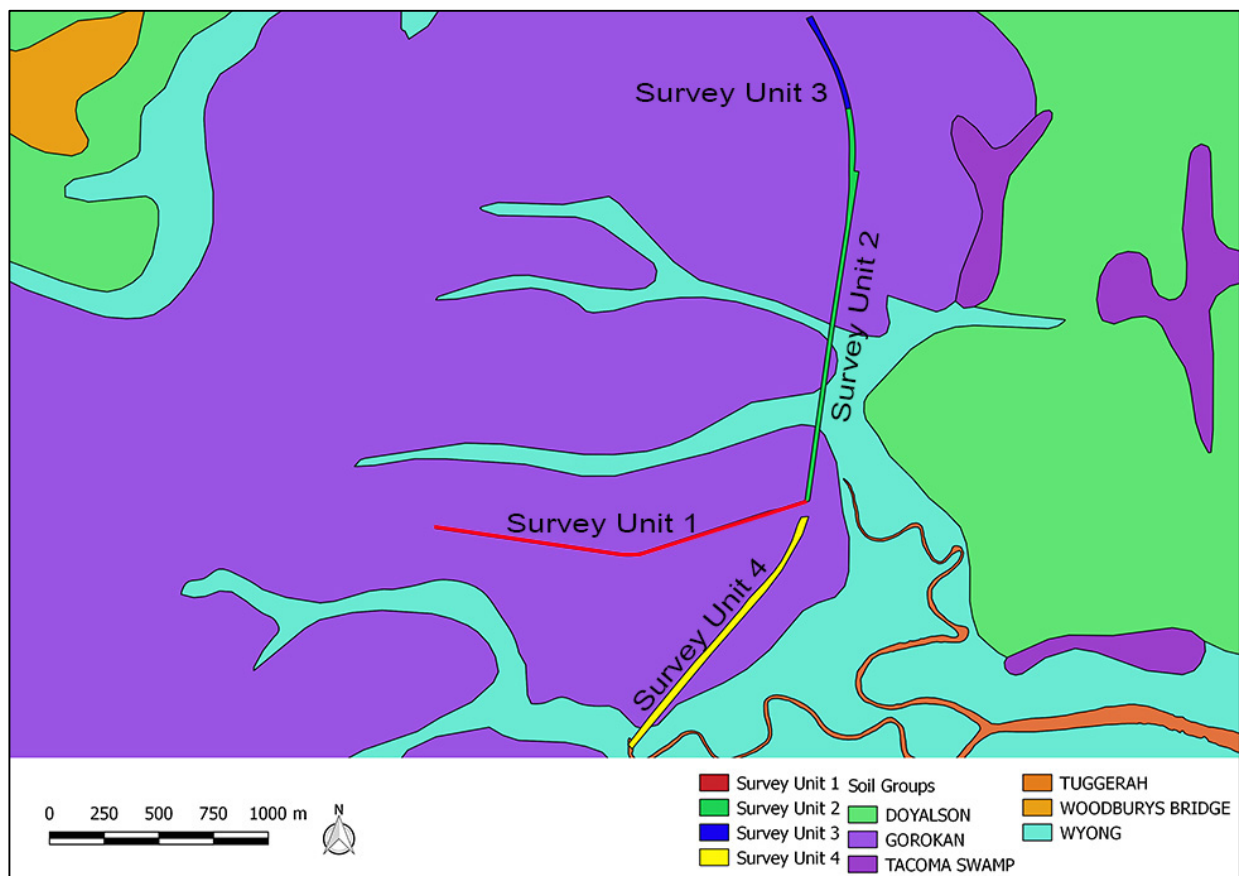 Survey Unit 3
Survey Unit 2
Survey Unit 1
Survey Unit 4
0 250 500 750 1000 m
N
Survey Unit 1
Survey Unit 2
Survey Unit 3
Survey Unit 4
Soil Groups
DOYALSON
GOROKAN
TACOMA SWAMP
TUGGERAH
WOODBURYS BRIDGE
WYONG